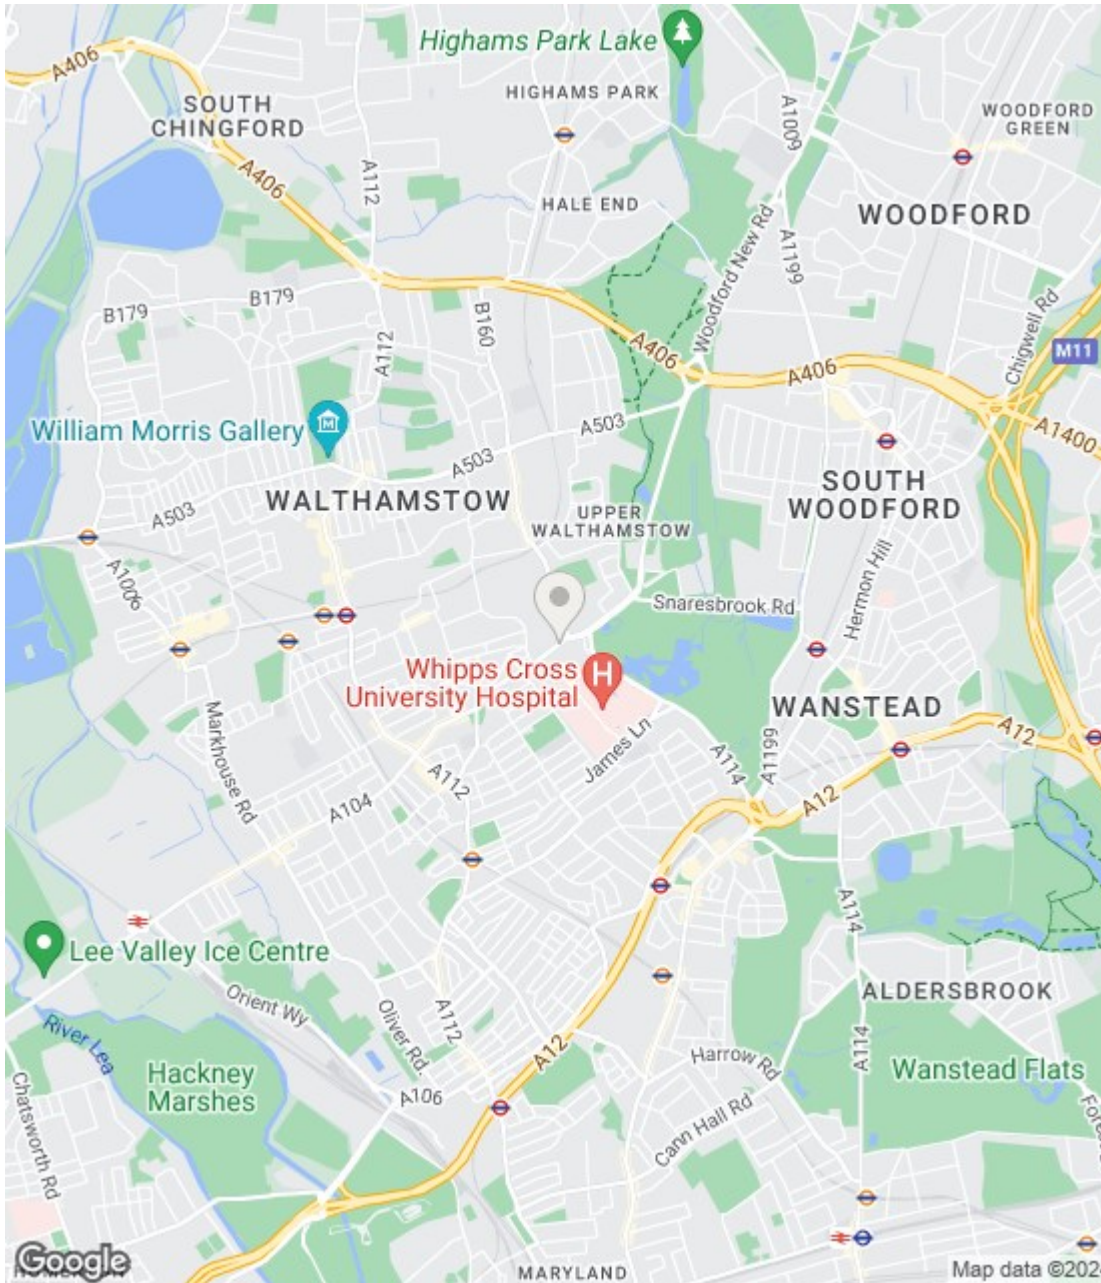 Highams Park Lake
A406
HIGHAMS PARK
SOUTH
CHINGFORD
A1009
WOODFORD
GREEN
A406
A112
HALE END
WOODFORD
Woodford New Rd
A1199
B179
B179
B160
A112
Chigwell Rd
A406
M11
A406
William Morris Gallery
A503
A1400
A503
WALTHAMSTOW
SOUTH
WOODFORD
A503
UPPER
WALTHAMSTOW
A1006
Hermon Hill
Snaresbrook Rd
Whipps Cross
University Hospital
H
WANSTEAD
Markhouse Rd
James Ln
A114
A1199
A12
A112
A12
A104
A114
Lee Valley Ice Centre
Orient Wy
ALDERSBROOK
River Lea
Oliver Rd.
A112
A12
A114
Hackney
Marshes
Harrow Rd
Wanstead Flats
A106
Cann Hall Rd
Chatsworth Rd
Google
MARYLAND
Map data ©202